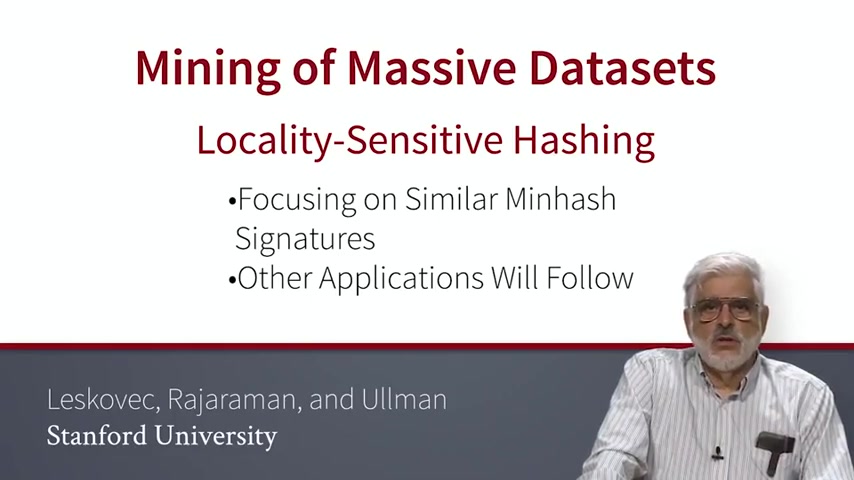 Mining of Massive Datasets
Locality-Sensitive Hashing
•Focusing on Similar Minhash
Signatures
•Other Applications Will Follow
Leskovec, Rajaraman, and Ullman
Stanford University